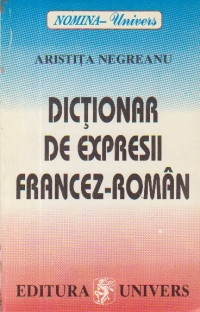 NOMINA-Univers
ARISTIȚA NEGREANU
DICȚIONAR
DE EXPRESII
FRANCEZ-ROMÂN
EDITURA UNIVERS